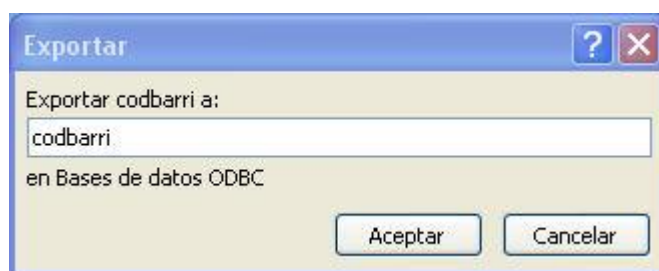 Exportar
Exportar codbarri a:
codbarri
en Bases de datos ODBC
Aceptar Cancelar